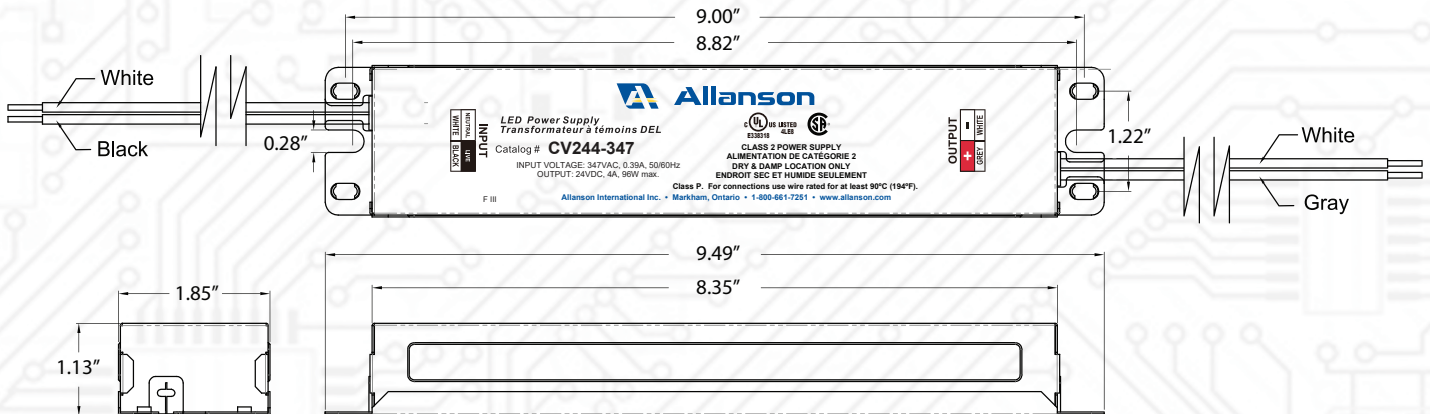 9.00”
8.82”
White
Black
0.28”
INPUT
NEUTRAL LIVE
WHITE BLACK
Allanson
LED Power Supply
Transformateur à témoins DEL
Catalog # CV244-347
INPUT VOLTAGE: 347VAC, 0.39A, 50/60Hz
OUTPUT: 24VDC, 4A, 96W max.
F III
C UL US LISTED
E338318 4LE8
SA
CLASS 2 POWER SUPPLY
ALIMENTATION DE CATÉGORIE 2
DRY & DAMP LOCATION ONLY
ENDROIT SEC ET HUMIDE SEULEMENT
Class P. For connections use wire rated for at least 90ºC (194ºF).
Allanson International Inc. • Markham, Ontario • 1-800-661-7251 • www.allanson.com
OUTPUT
- WHITE
+ GREY
1.22”
White
Gray
9.49”
8.35”
1.85”
1.13”